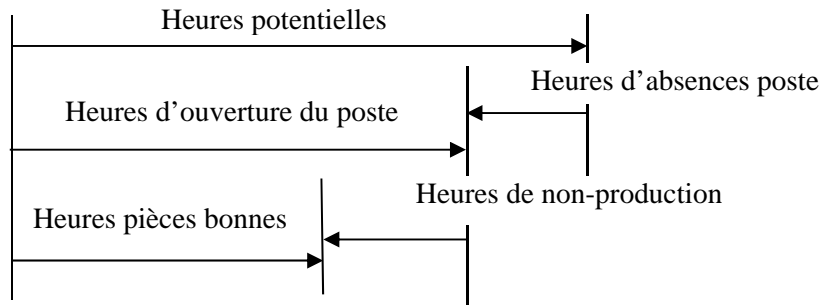 Heures potentielles
Heures d'absences poste
Heures d'ouverture du poste
Heures de non-production
Heures pièces bonnes